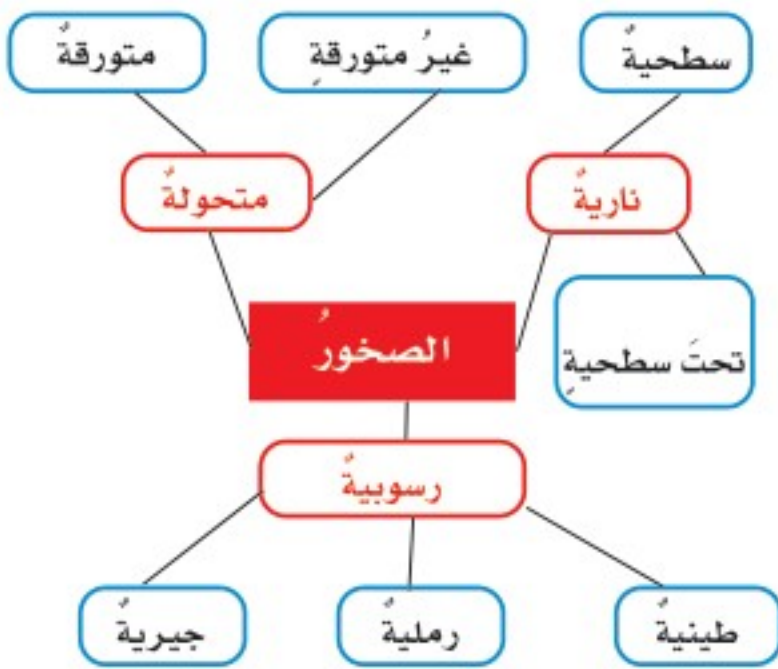 سطحيةٌ
غيرُ متورقةٍ
متورقةٌ
ناريةٌ
متحولةٌ
الصخورُ
تحتَ سطحيةٍ
رسوبيةٌ
طينيةٌ
رمليةٌ
جيريةٌ